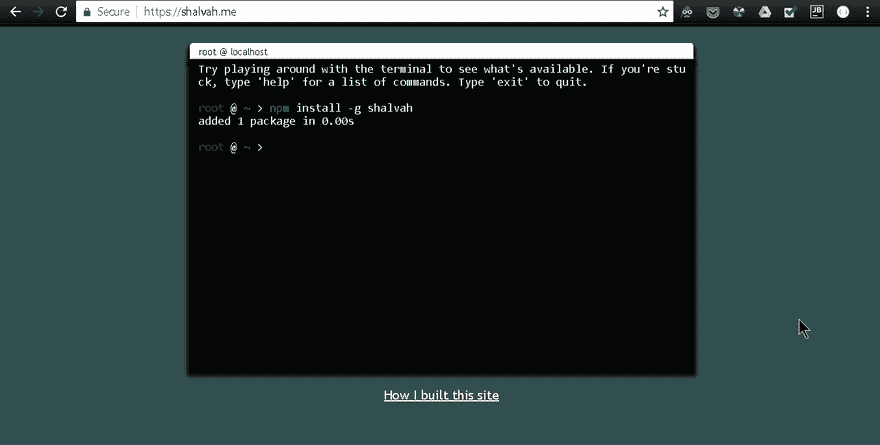 Secure https://shalvah.me
root @ localhost
Try playing around with the terminal to see what's available. If you're stu
ck, type 'help' for a list of commands. Type 'exit' to quit.
root @ ~ > npm install -g shalvah
added 1 package in 0.00s
root @ ~ >
How I built this site